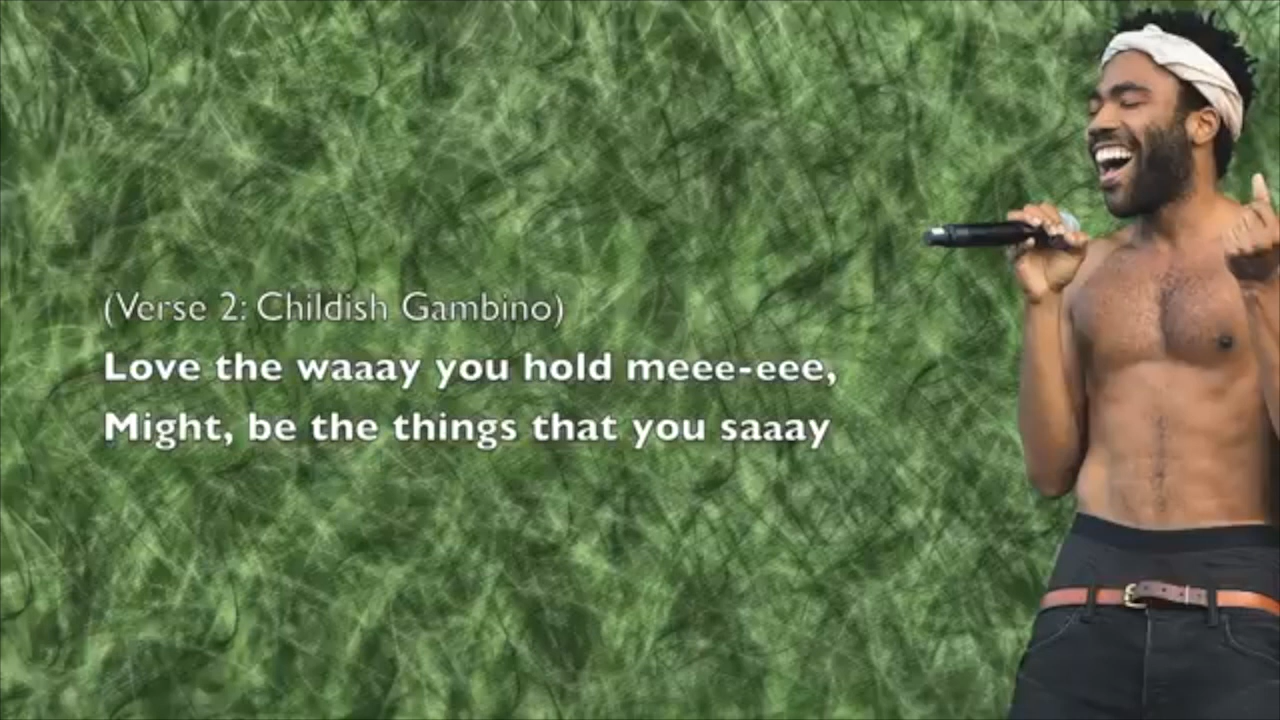 (Verse 2: Childish Gambino)
Love the waaay you hold meee-eee,
Might, be the things that you saaay